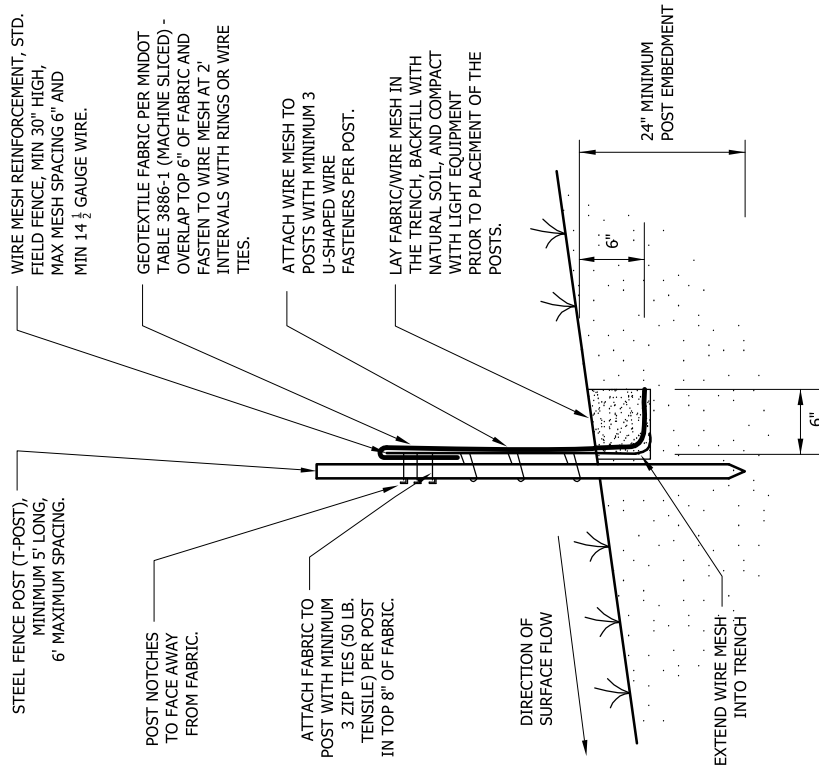 STEEL FENCE POST (T-POST),
MINIMUM 5' LONG,
6' MAXIMUM SPACING.
POST NOTCHES
TO FACE AWAY
FROM FABRIC.
ATTACH FABRIC TO
POST WITH MINIMUM
3 ZIP TIES (50 LB.
TENSILE) PER POST
IN TOP 8" OF FABRIC.
DIRECTION OF
SURFACE FLOW
EXTEND WIRE MESH
INTO TRENCH
WIRE MESH REINFORCEMENT, STD.
FIELD FENCE, MIN 30" HIGH,
MAX MESH SPACING 6" AND
MIN 14 1/2 GAUGE WIRE.
GEOTEXTILE FABRIC PER MNDOT
TABLE 3886-1 (MACHINE SLICED) -
OVERLAP TOP 6" OF FABRIC AND
FASTEN TO WIRE MESH AT 2'
INTERVALS WITH RINGS OR WIRE
TIES.
ATTACH WIRE MESH TO
POSTS WITH MINIMUM 3
U-SHAPED WIRE
FASTENERS PER POST.
LAY FABRIC/WIRE MESH IN
THE TRENCH, BACKFILL WITH
NATURAL SOIL, AND COMPACT
WITH LIGHT EQUIPMENT
PRIOR TO PLACEMENT OF THE
POSTS.
24" MINIMUM
POST EMBEDMENT
6"
6"